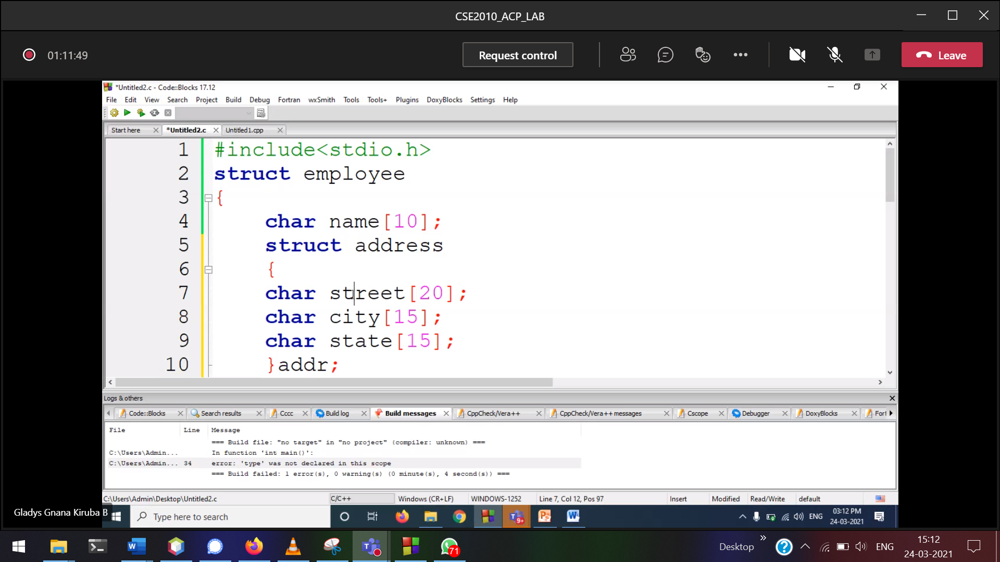 CSE2010_ACP_LAB
01:11:49
Request control
Leave
*Untitled2.c - Code::Blocks 17.12
File Edit View Search Project Build Debug Fortran wxSmith Tools Tools+ Plugins DoxyBlocks Settings Help
Start here *Untitled2.c Untitled1.cpp
1 #include<stdio.h>
2 struct employee
3 {
4 char name[10];
5 struct address
6 {
7 char street[20];
8 char city[15];
9 char state[15];
10 }addr;
Logs & others
Code::Blocks Search results Cccc Build log Build messages CppCheck/Vera++ CppCheck/Vera++ messages Cscope Debugger DoxyBlocks Fort
File Line Message
=== Build file: "no target" in "no project" (compiler: unknown) ===
C:\Users\Admin... In function 'int main()':
C:\Users\Admin... 34 error: 'type' was not declared in this scope
=== Build failed: 1 error(s), 0 warning(s) (0 minute(s), 4 second(s)) ===
C:\Users\Admin\Desktop\Untitled2.c C/C++ Windows (CR+LF) WINDOWS-1252 Line 7, Col 12, Pos 97 Insert Modified Read/Write default
Gladys Gnana Kiruba B
Type here to search
9+
ENG
03:12 PM
24-03-2021
71
Desktop
ENG
15:12
24-03-2021